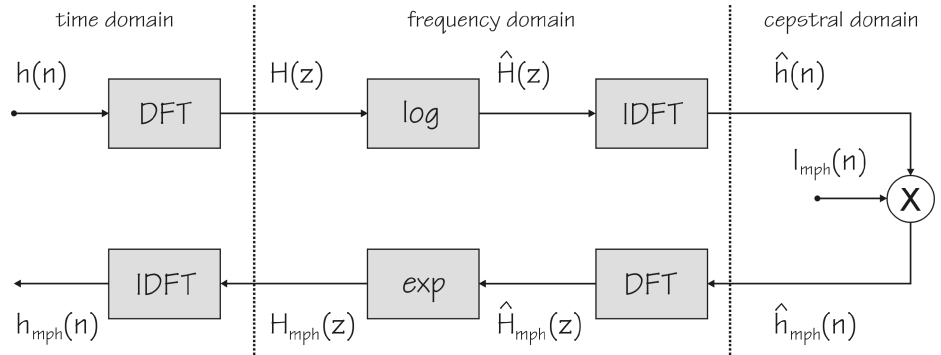 time domain
frequency domain
cepstral domain
h(n)
H(z)
Ĥ(z)
ĥ(n)
DFT
log
IDFT
l_mph(n)
X
IDFT
exp
DFT
h_mph(n)
H_mph(z)
Ĥ_mph(z)
ĥ_mph(n)